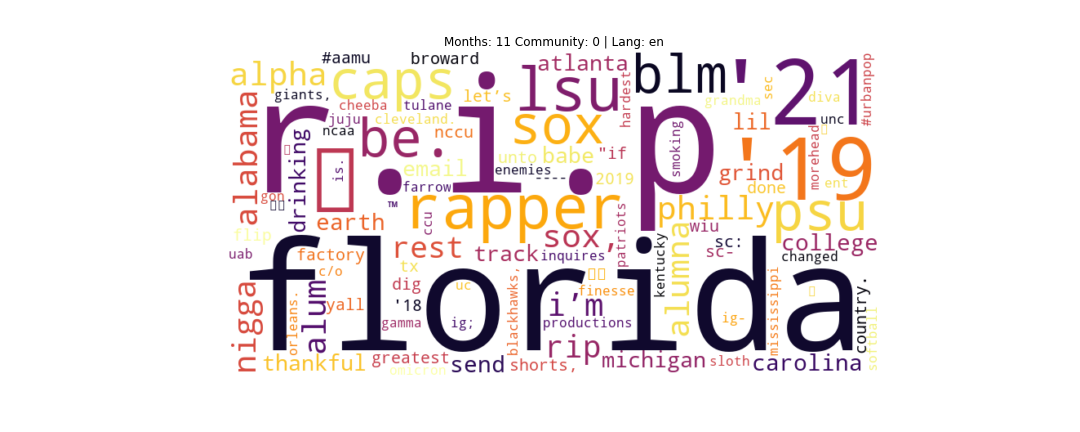 Months: 11 Community: 0 | Lang: en
#aamu
broward
alpha
caps
atlanta
blm
'21
#urbanpop
giants,
cheeba
tulane
let's
lsu
hardest
sec
grandma
diva
juju
cleveland.
ncaa
be.
nccu
sox
lil
unc
alabama
r.i.p
drinking
is.
email
unto
babe
"if
smoking
grind
morehead
'19
enemies
----
2019
done
ent.
gon
farrow
™
rapper
philly
psu
earth
ccu
flip
rest
track
sox,
patriots
wiu
sc:
college
uab
factory
inquires
sc-
changed
c/o
tx
kentucky
alumna
florida
dig
uc
finesse
yall
'18
i'm
ig-
mississippi
country.
nigga
orleans.
alum
gamma
ig;
blackhawks,
productions
softball
rip
thankful
greatest
omicron
send
shorts,
michigan
sloth
carolina